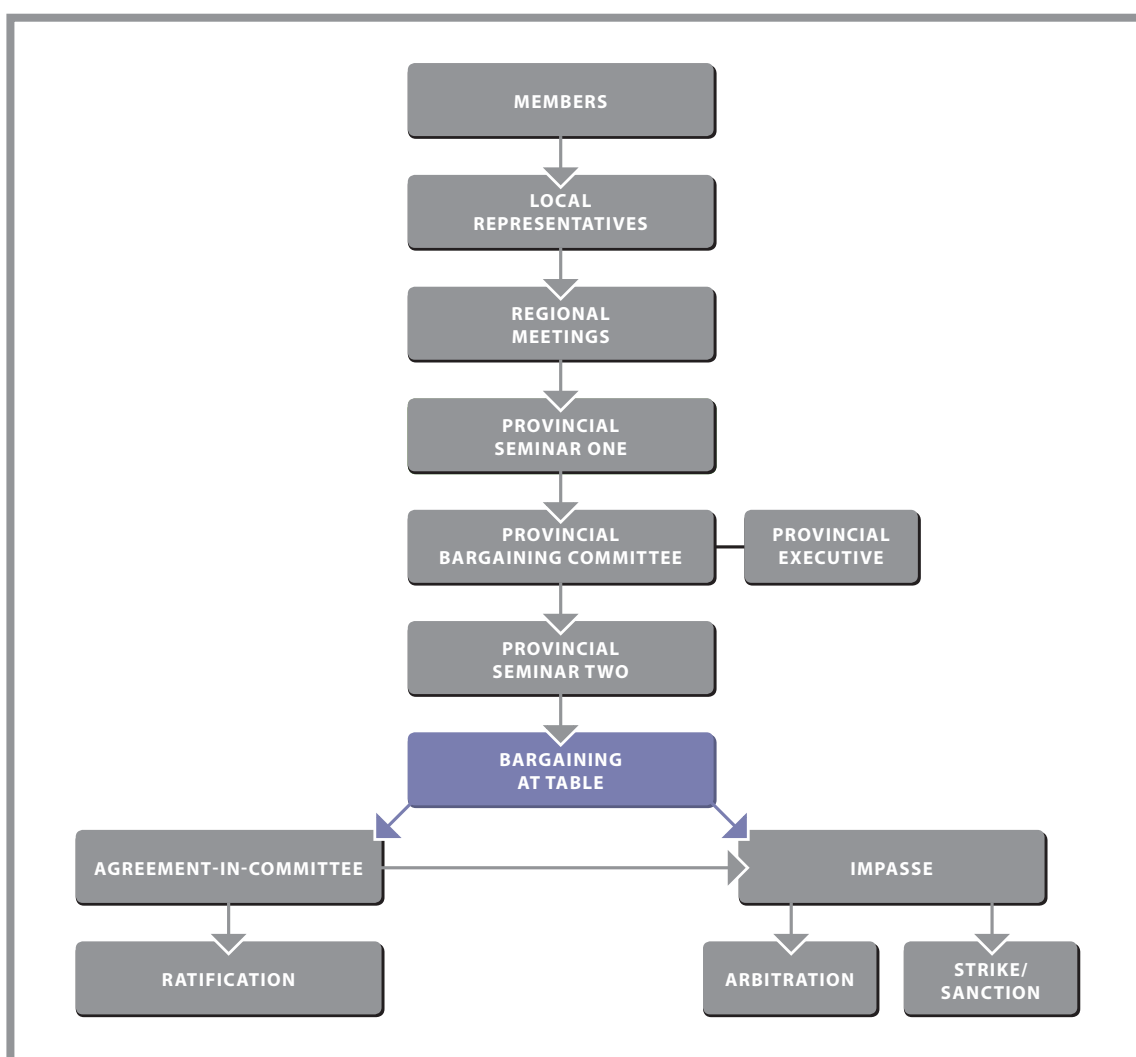 MEMBERS
LOCAL
REPRESENTATIVES
REGIONAL
MEETINGS
PROVINCIAL
SEMINAR ONE
PROVINCIAL
BARGAINING COMMITTEE
PROVINCIAL
EXECUTIVE
PROVINCIAL
SEMINAR TWO
BARGAINING
AT TABLE
AGREEMENT-IN-COMMITTEE
IMPASSE
RATIFICATION
ARBITRATION
STRIKE/
SANCTION